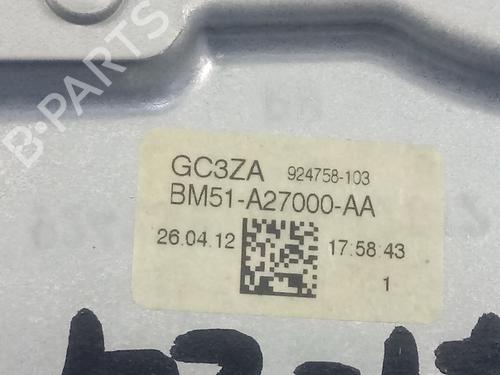 B-PARTS
GC3ZA 924758-103
BM51-A27000-AA
26.04.12 17:58:43
1